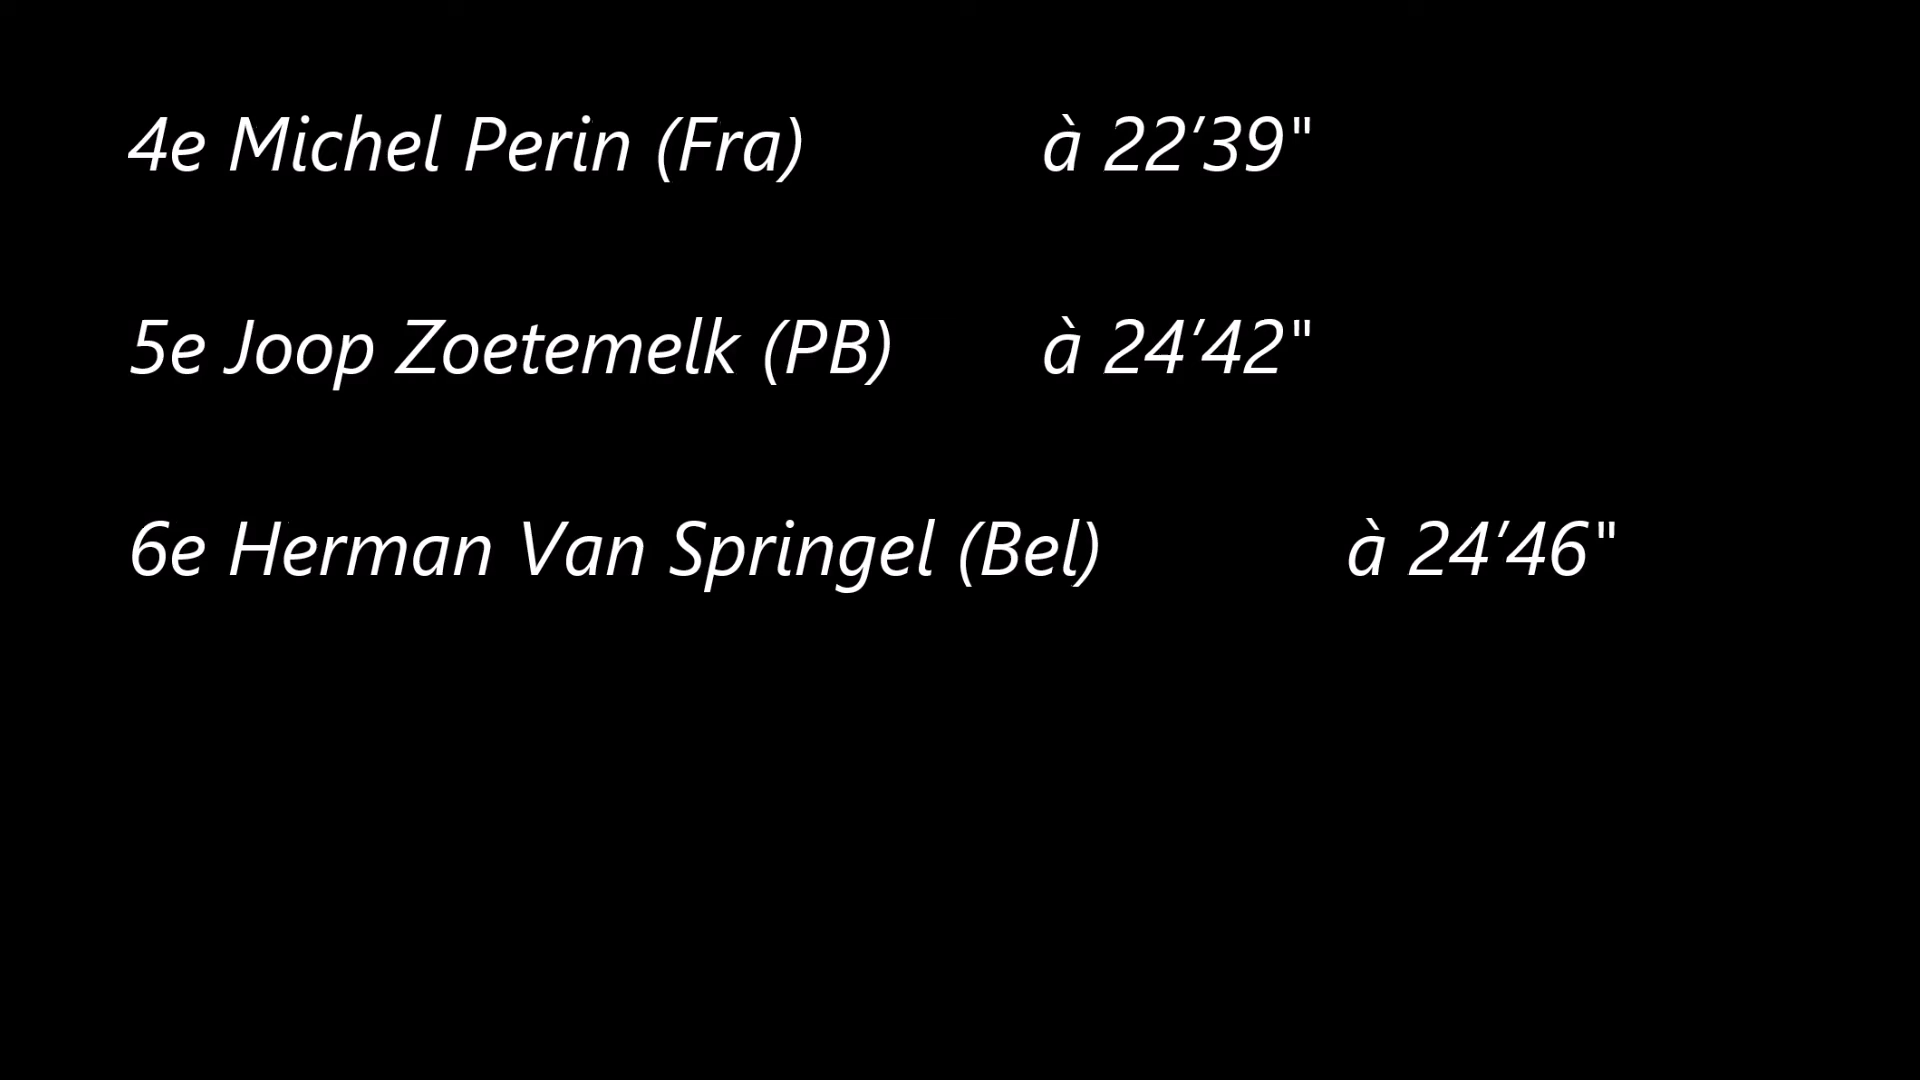 4e Michel Perin (Fra) à 22’39"
5e Joop Zoetemelk (PB) à 24’42"
6e Herman Van Springel (Bel) à 24’46"